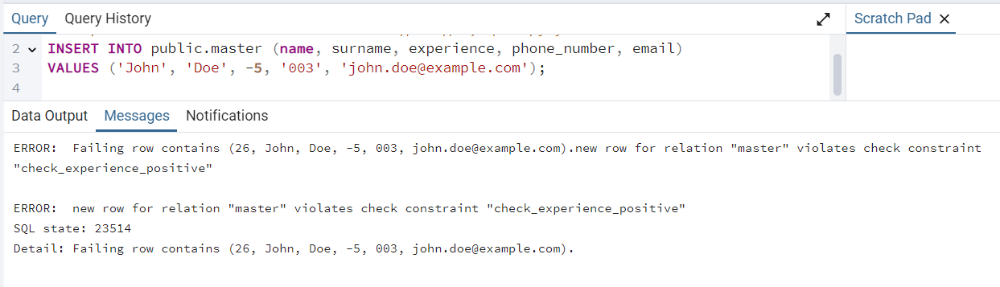 Query Query History Scratch Pad
2 INSERT INTO public.master (name, surname, experience, phone_number, email)
3 VALUES ('John', 'Doe', -5, '003', 'john.doe@example.com');
4
Data Output Messages Notifications
ERROR:  Failing row contains (26, John, Doe, -5, 003, john.doe@example.com).new row for relation "master" violates check constraint
"check_experience_positive"
ERROR:  new row for relation "master" violates check constraint "check_experience_positive"
SQL state: 23514
Detail: Failing row contains (26, John, Doe, -5, 003, john.doe@example.com).